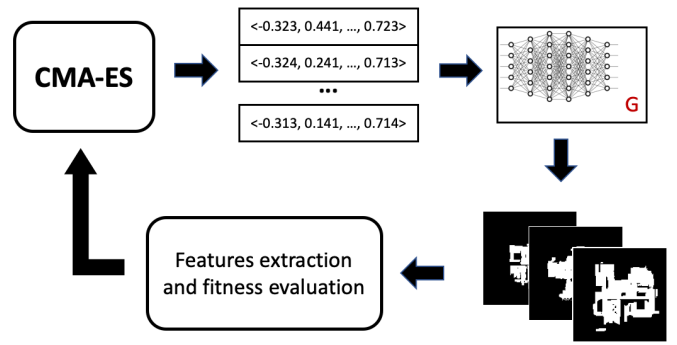 CMA-ES
<-0.323, 0.441, ..., 0.723>
<-0.324, 0.241, ..., 0.713>
...
<-0.313, 0.141, ..., 0.714>
G
Features extraction
and fitness evaluation